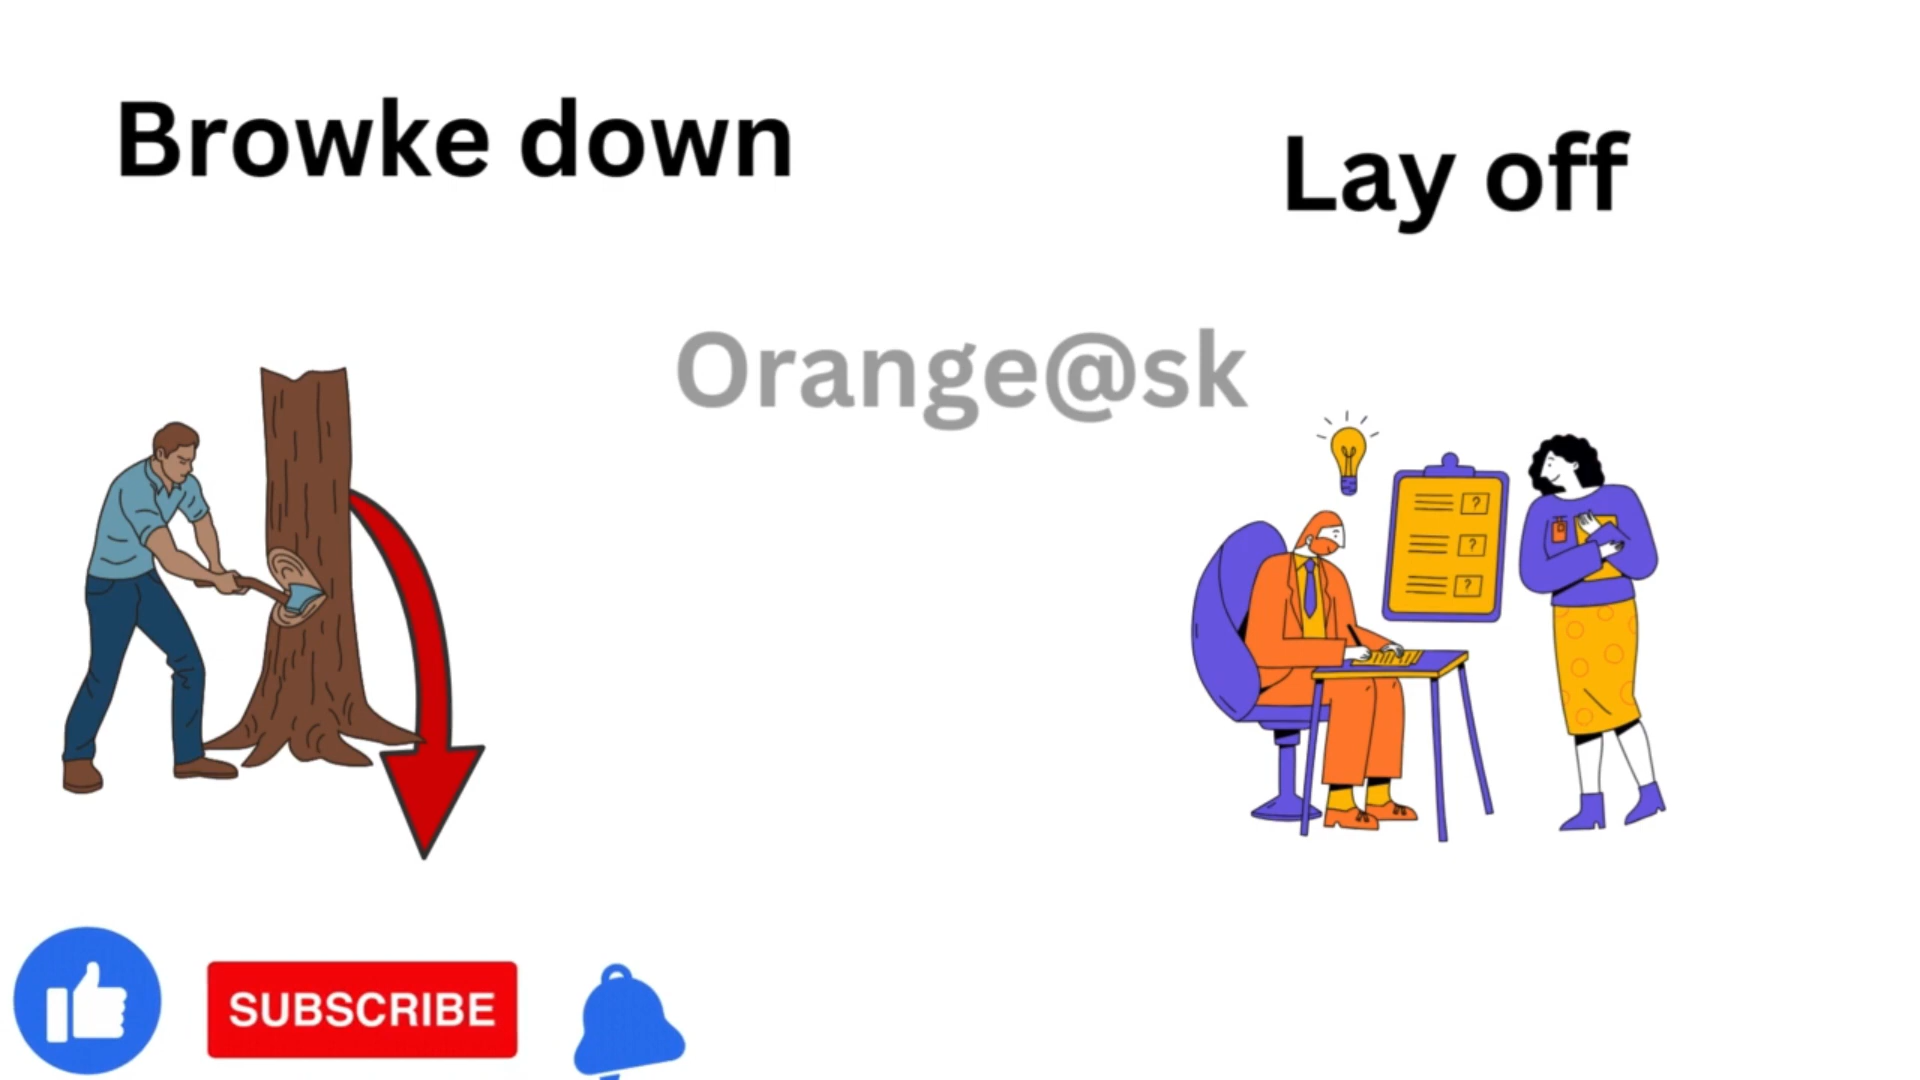 Browke down
Lay off
Orange@sk
?
?
?
SUBSCRIBE